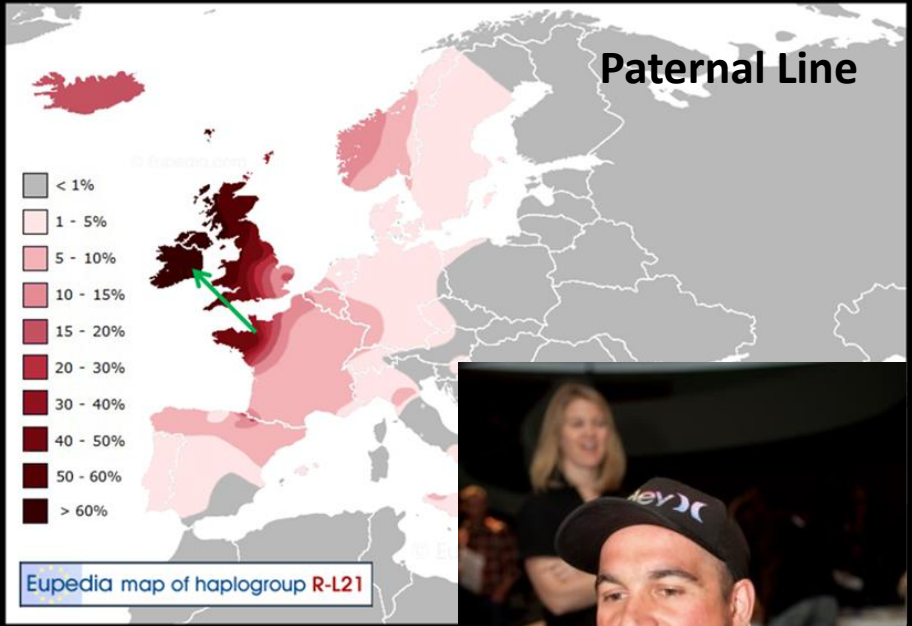 Paternal Line
< 1%
1 - 5%
5 - 10%
10 - 15%
15 - 20%
20 - 30%
30 - 40%
40 - 50%
50 - 60%
> 60%
Eupedia map of haplogroup R-L21